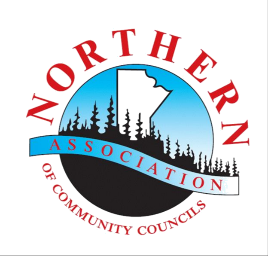 NORTHERN
ASSOCIATION
OF COMMUNITY COUNCILS